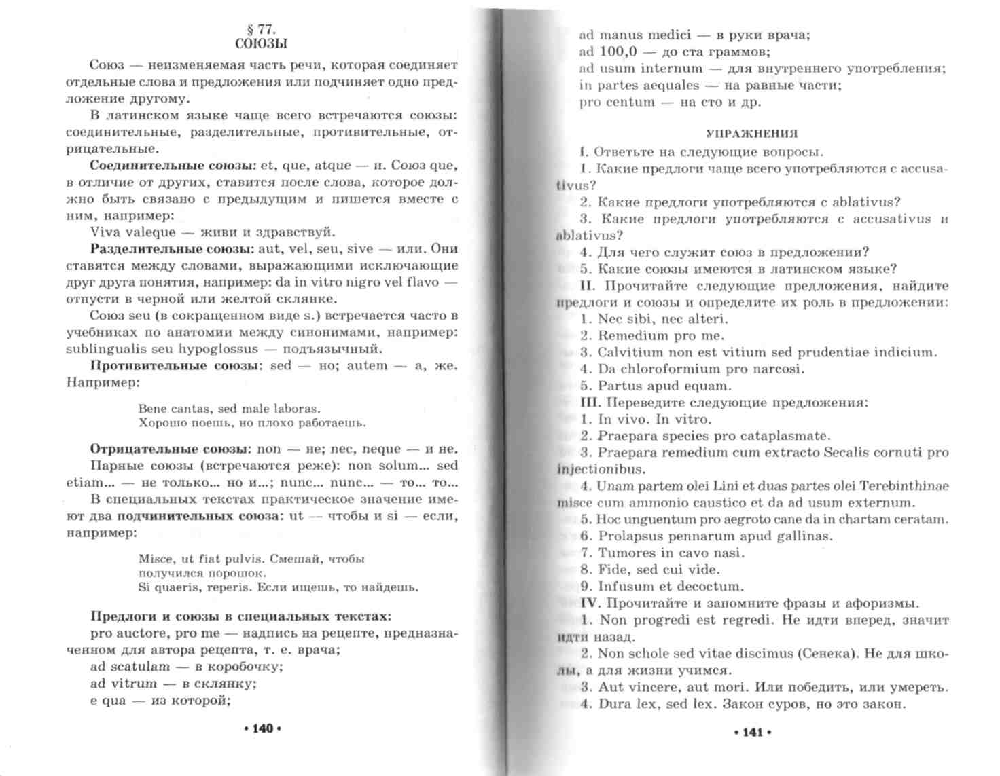 § 77.
СОЮЗЫ
Союз — неизменяемая часть речи, которая соединяет
отдельные слова и предложения или подчиняет одно пред-
ложение другому.
В латинском языке чаще всего встречаются союзы:
соединительные, разделительные, противительные, от-
рицательные.
Соединительные союзы: et, que, atque — и. Союз que,
в отличие от других, ставится после слова, которое дол-
жно быть связано с предыдущим и пишется вместе с
ним, например:
Viva valeque — живи и здравствуй.
Разделительные союзы: aut, vel, seu, sive — или. Они
ставятся между словами, выражающими исключающие
друг друга понятия, например: da in vitro nigro vel flavo —
отпусти в черной или желтой склянке.
Союз seu (в сокращенном виде s.) встречается часто в
учебниках по анатомии между синонимами, например:
sublingualis seu hypoglossus — подъязычный.
Противительные союзы: sed — но; autem — а, же.
Например:
Bene cantas, sed male laboras.
Хорошо поешь, но плохо работаешь.
Отрицательные союзы: non — не; nec, neque — и не.
Парные союзы (встречаются реже): non solum... sed
etiam... — не только... но и...; nunc... nunc... — то... то...
В специальных текстах практическое значение име-
ют два подчинительных союза: ut — чтобы и si — если,
например:
Misce, ut fiat pulvis. Смешай, чтобы
получился порошок.
Si quaeris, reperis. Если ищешь, то найдешь.
Предлоги и союзы в специальных текстах:
pro auctore, pro me — надпись на рецепте, предназна-
ченном для автора рецепта, т. е. врача;
ad scatulam — в коробочку;
ad vitrum — в склянку;
e qua — из которой;
• 140 •
ad manus medici — в руки врача;
ad 100,0 — до ста граммов;
ad usum internum — для внутреннего употребления;
in partes aequales — на равные части;
pro centum — на сто и др.
УПРАЖНЕНИЯ
I. Ответьте на следующие вопросы.
1. Какие предлоги чаще всего употребляются с accusa-
tivus?
2. Какие предлоги употребляются с ablativus?
3. Какие предлоги употребляются с accusativus и
ablativus?
4. Для чего служит союз в предложении?
5. Какие союзы имеются в латинском языке?
II. Прочитайте следующие предложения, найдите
предлоги и союзы и определите их роль в предложении:
1. Nec sibi, nec alteri.
2. Remedium pro me.
3. Calvitium non est vitium sed prudentiae indicium.
4. Da chloroformium pro narcosi.
5. Partus apud equam.
III. Переведите следующие предложения:
1. In vivo. In vitro.
2. Praepara species pro cataplasmate.
3. Praepara remedium cum extracto Secalis cornuti pro
injectionibus.
4. Unam partem olei Lini et duas partes olei Terebinthinae
misce cum ammonio caustico et da ad usum externum.
5. Hoc unguentum pro aegroto cane da in chartam ceratam.
6. Prolapsus pennarum apud gallinas.
7. Tumores in cavo nasi.
8. Fide, sed cui vide.
9. Infusum et decoctum.
IV. Прочитайте и запомните фразы и афоризмы.
1. Non progredi est regredi. Не идти вперед, значит
идти назад.
2. Non schole sed vitae discimus (Сенека). Не для шко-
лы, а для жизни учимся.
3. Aut vincere, aut mori. Или победить, или умереть.
4. Dura lex, sed lex. Закон суров, но это закон.
• 141 •